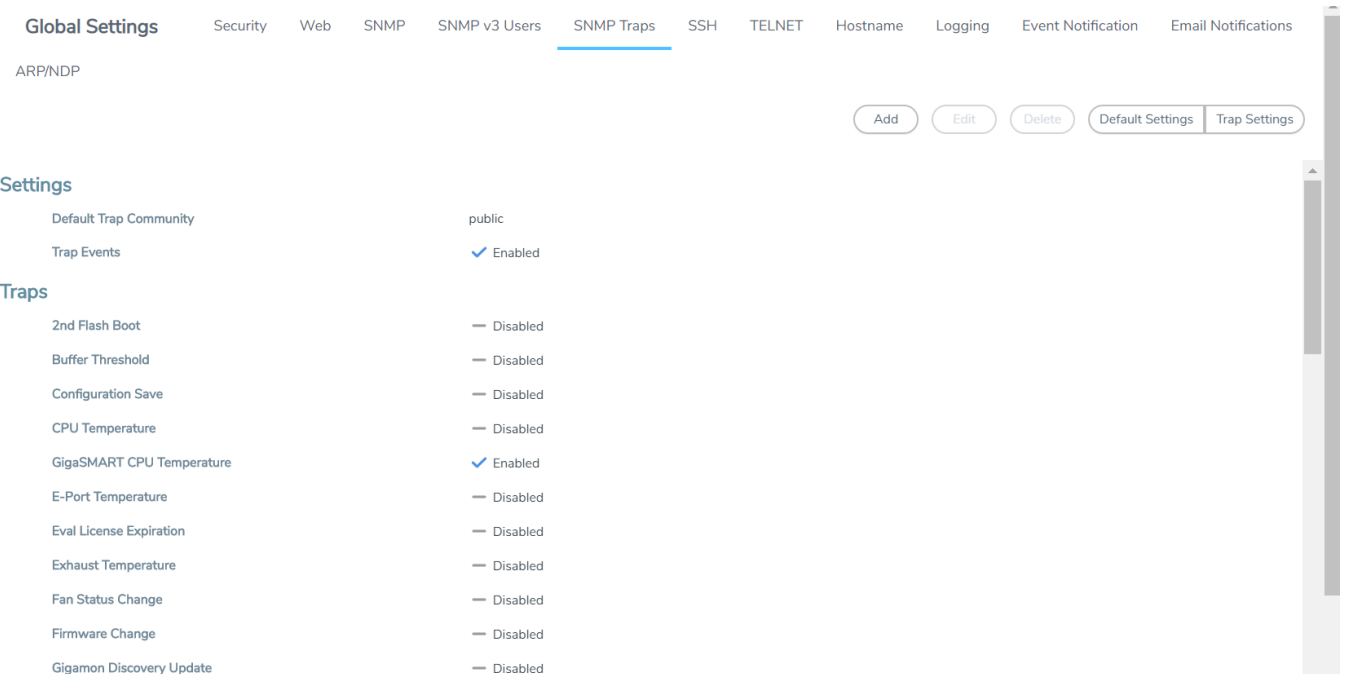 Global Settings Security Web SNMP SNMP v3 Users SNMP Traps SSH TELNET Hostname Logging Event Notification Email Notifications
ARP/NDP
Add Edit Delete Default Settings Trap Settings
Settings
Default Trap Community public
Trap Events Enabled
Traps
2nd Flash Boot Disabled
Buffer Threshold Disabled
Configuration Save Disabled
CPU Temperature Disabled
GigaSMART CPU Temperature Enabled
E-Port Temperature Disabled
Eval License Expiration Disabled
Exhaust Temperature Disabled
Fan Status Change Disabled
Firmware Change Disabled
Gigamon Discovery Update Disabled